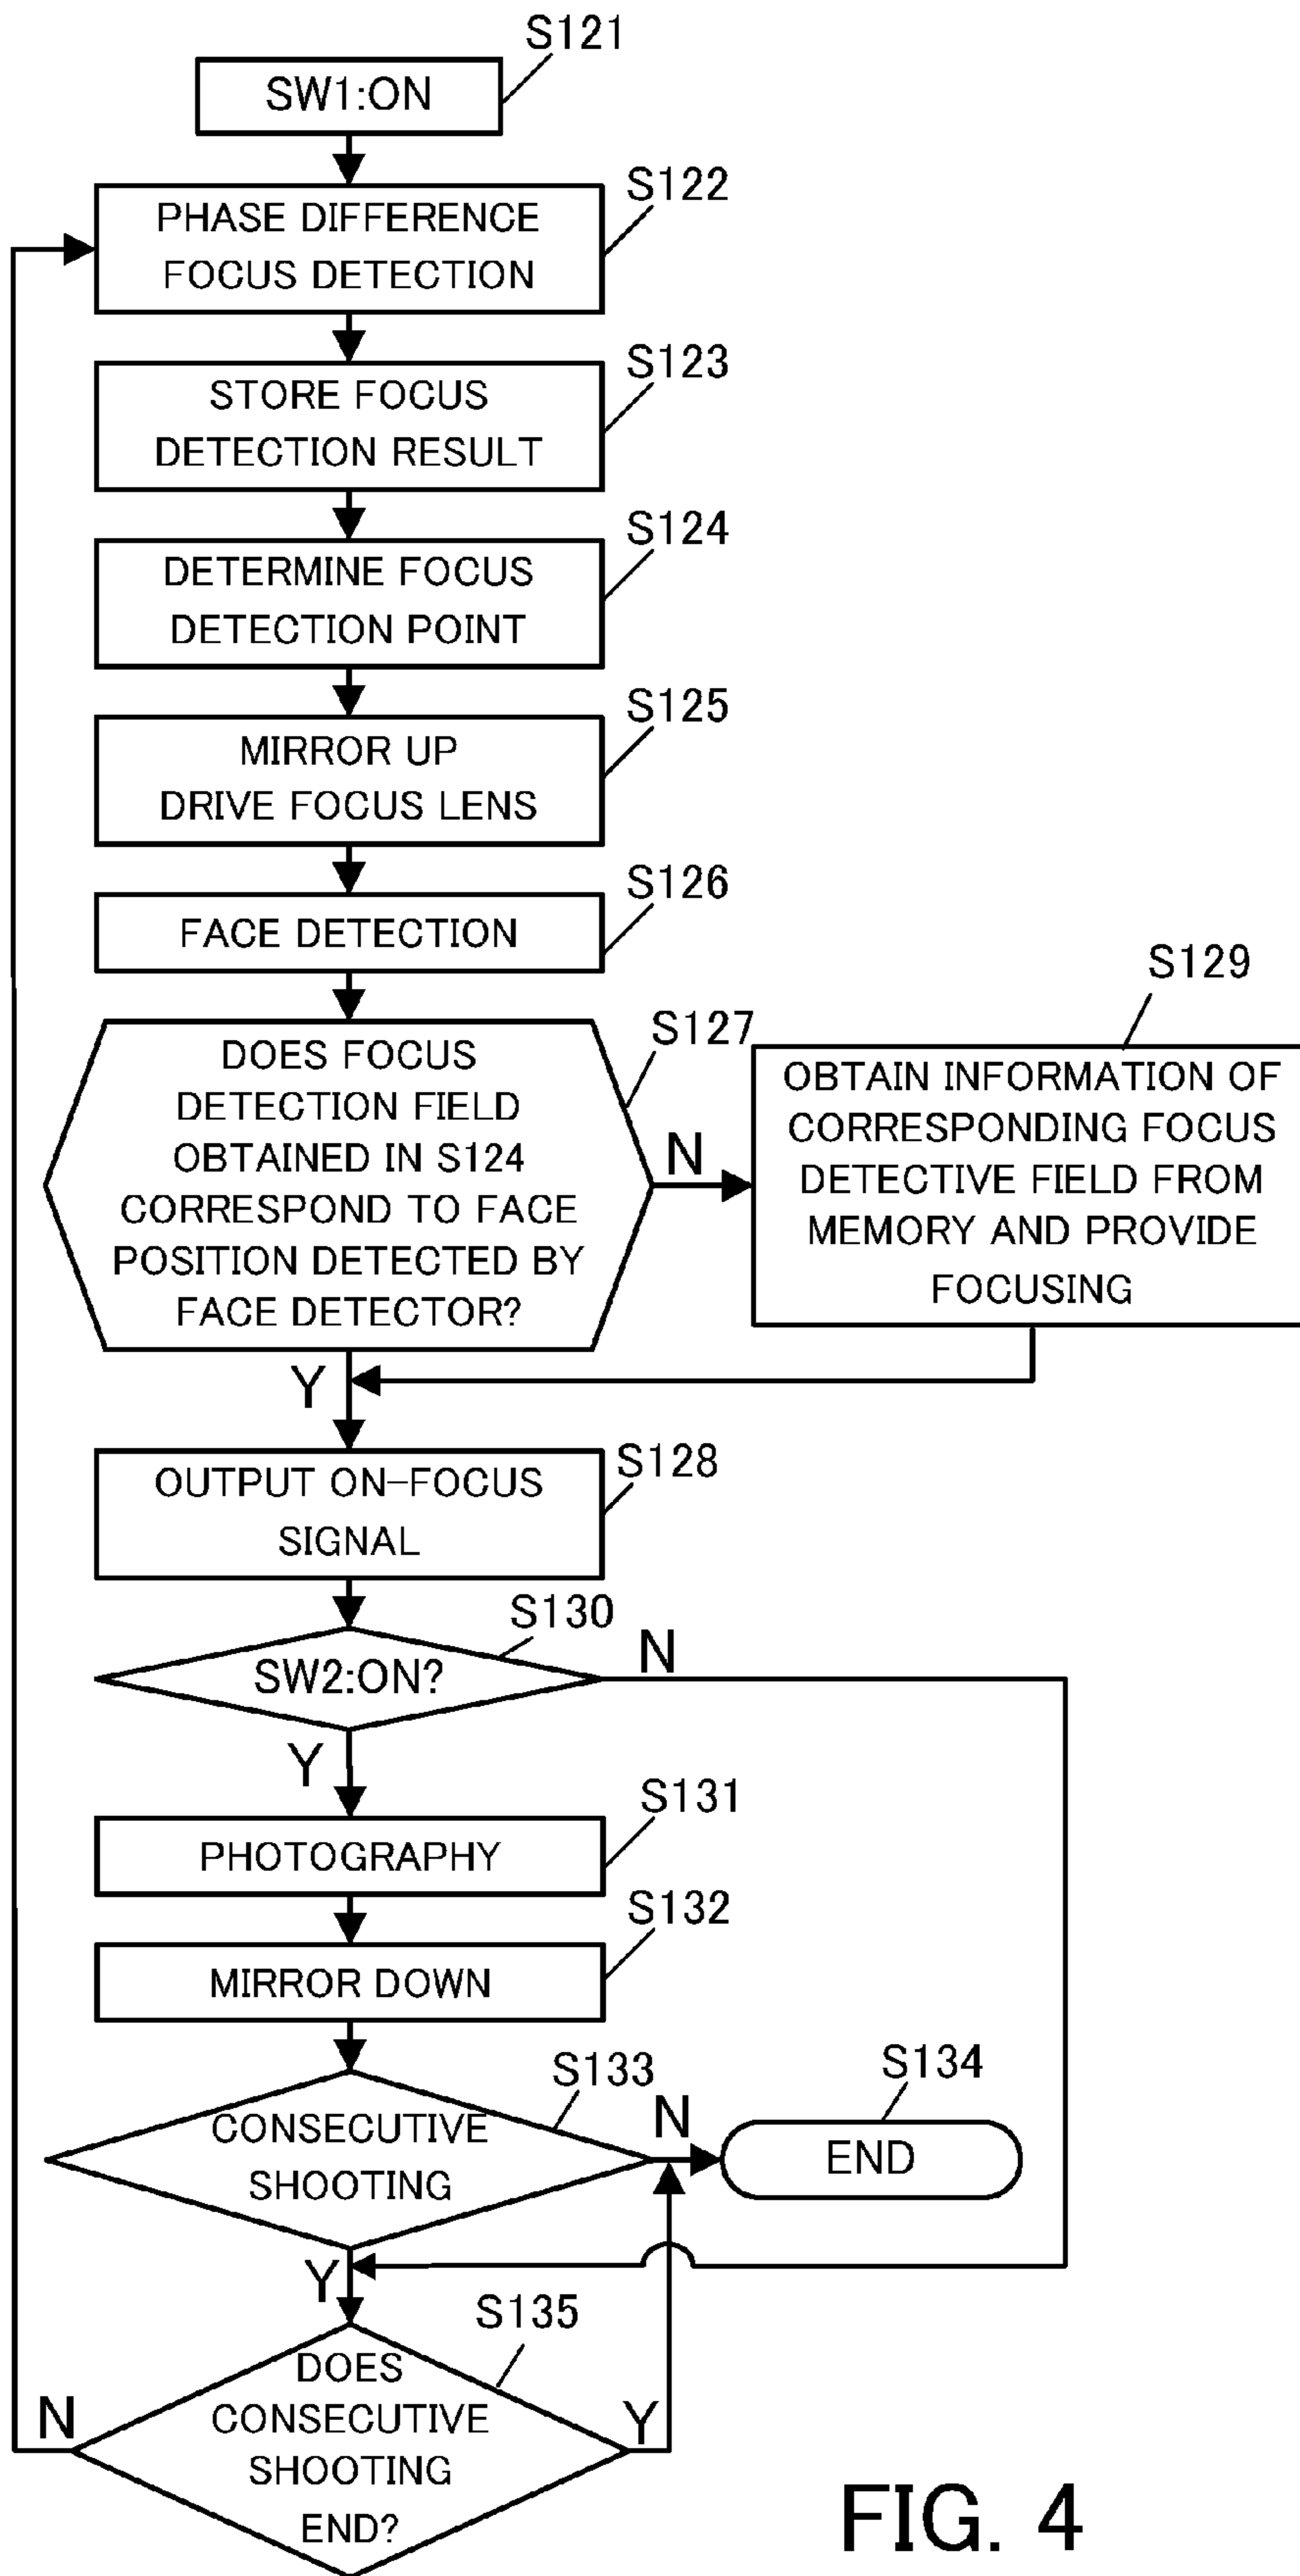 S121
SW1:ON
S122
PHASE DIFFERENCE
FOCUS DETECTION
S123
STORE FOCUS
DETECTION RESULT
S124
DETERMINE FOCUS
DETECTION POINT
S125
MIRROR UP
DRIVE FOCUS LENS
S126
FACE DETECTION
S127
DOES FOCUS
DETECTION FIELD
OBTAINED IN S124
CORRESPOND TO FACE
POSITION DETECTED BY
FACE DETECTOR?
N
S129
OBTAIN INFORMATION OF
CORRESPONDING FOCUS
DETECTIVE FIELD FROM
MEMORY AND PROVIDE
FOCUSING
Y
S128
OUTPUT ON-FOCUS
SIGNAL
S130
SW2:ON?
N
Y
S131
PHOTOGRAPHY
S132
MIRROR DOWN
S133
CONSECUTIVE
SHOOTING
N
S134
END
Y
S135
DOES
CONSECUTIVE
SHOOTING
END?
N
Y
FIG. 4